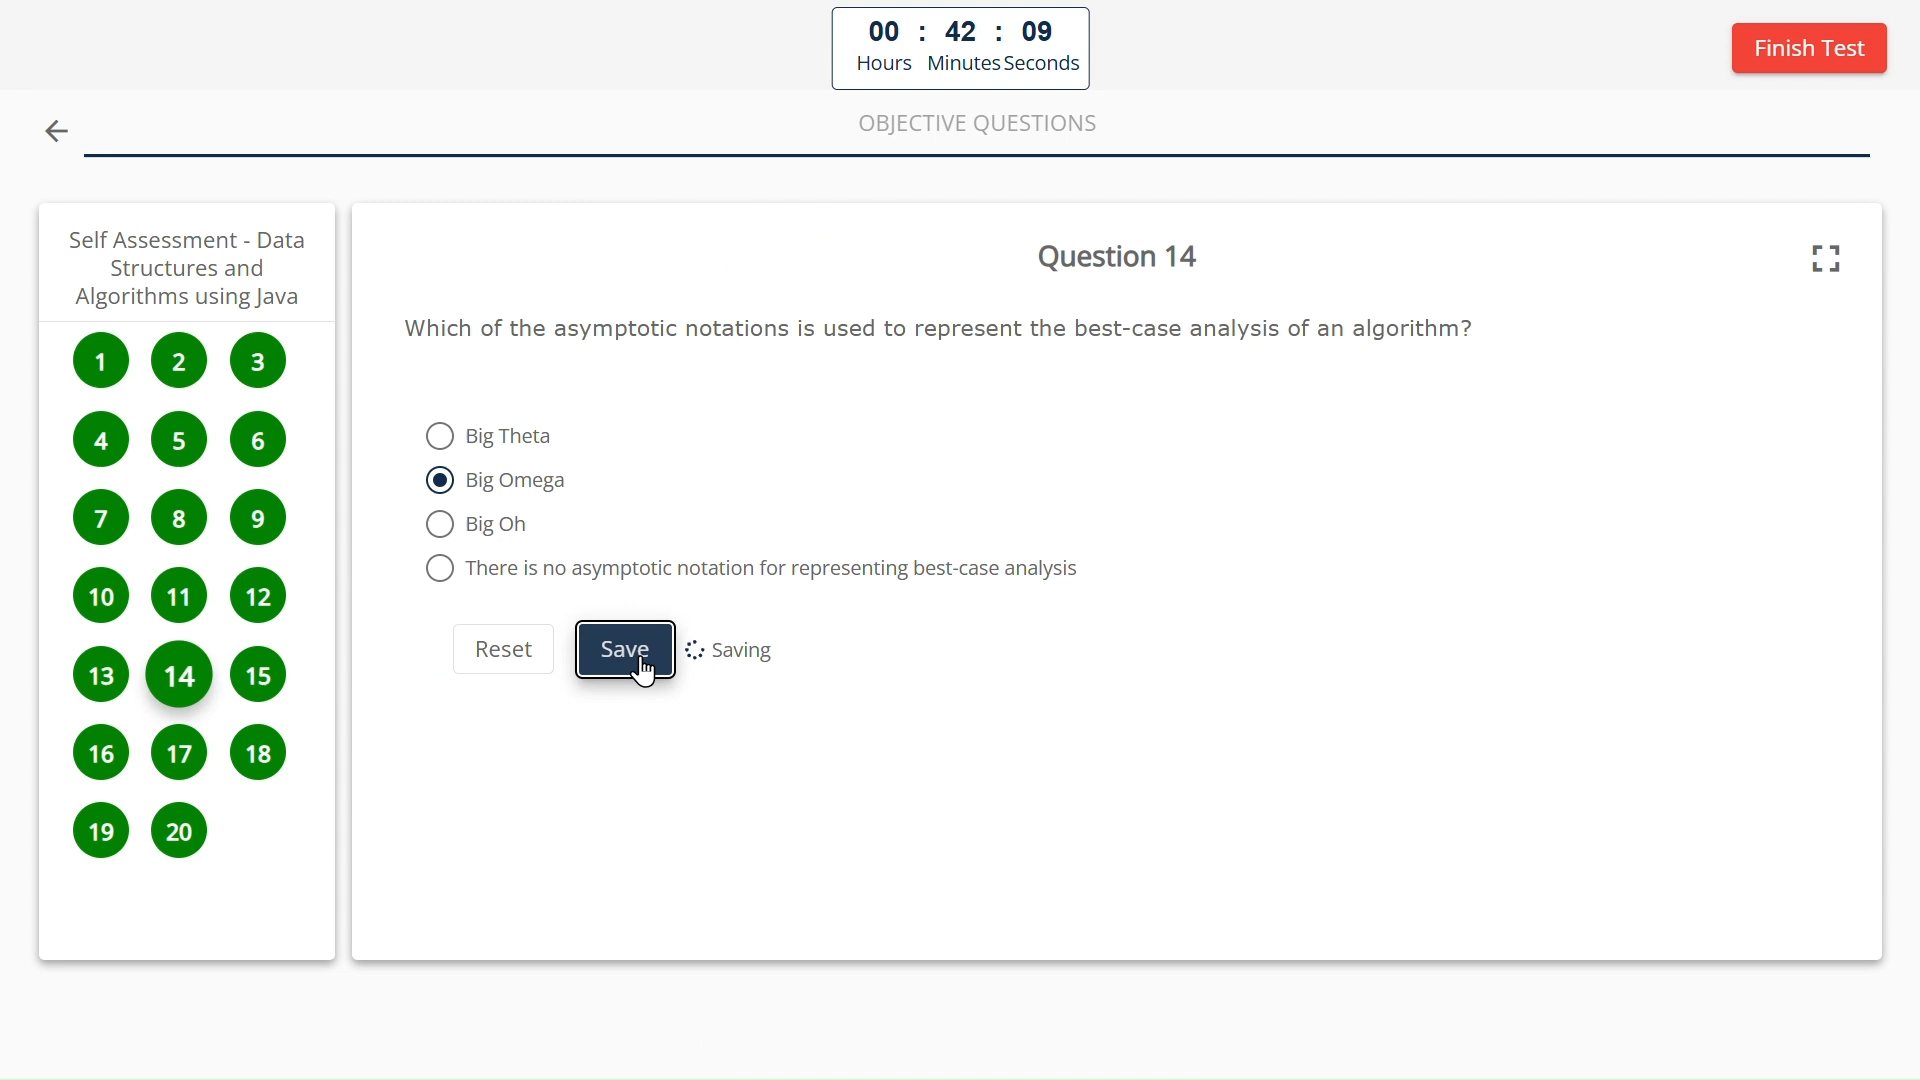 00 : 42 : 09
Hours Minutes Seconds
Finish Test
OBJECTIVE QUESTIONS
Self Assessment - Data
Structures and
Algorithms using Java
1 2 3
4 5 6
7 8 9
10 11 12
13 14 15
16 17 18
19 20
Question 14
Which of the asymptotic notations is used to represent the best-case analysis of an algorithm?
Big Theta
Big Omega
Big Oh
There is no asymptotic notation for representing best-case analysis
Reset Save Saving